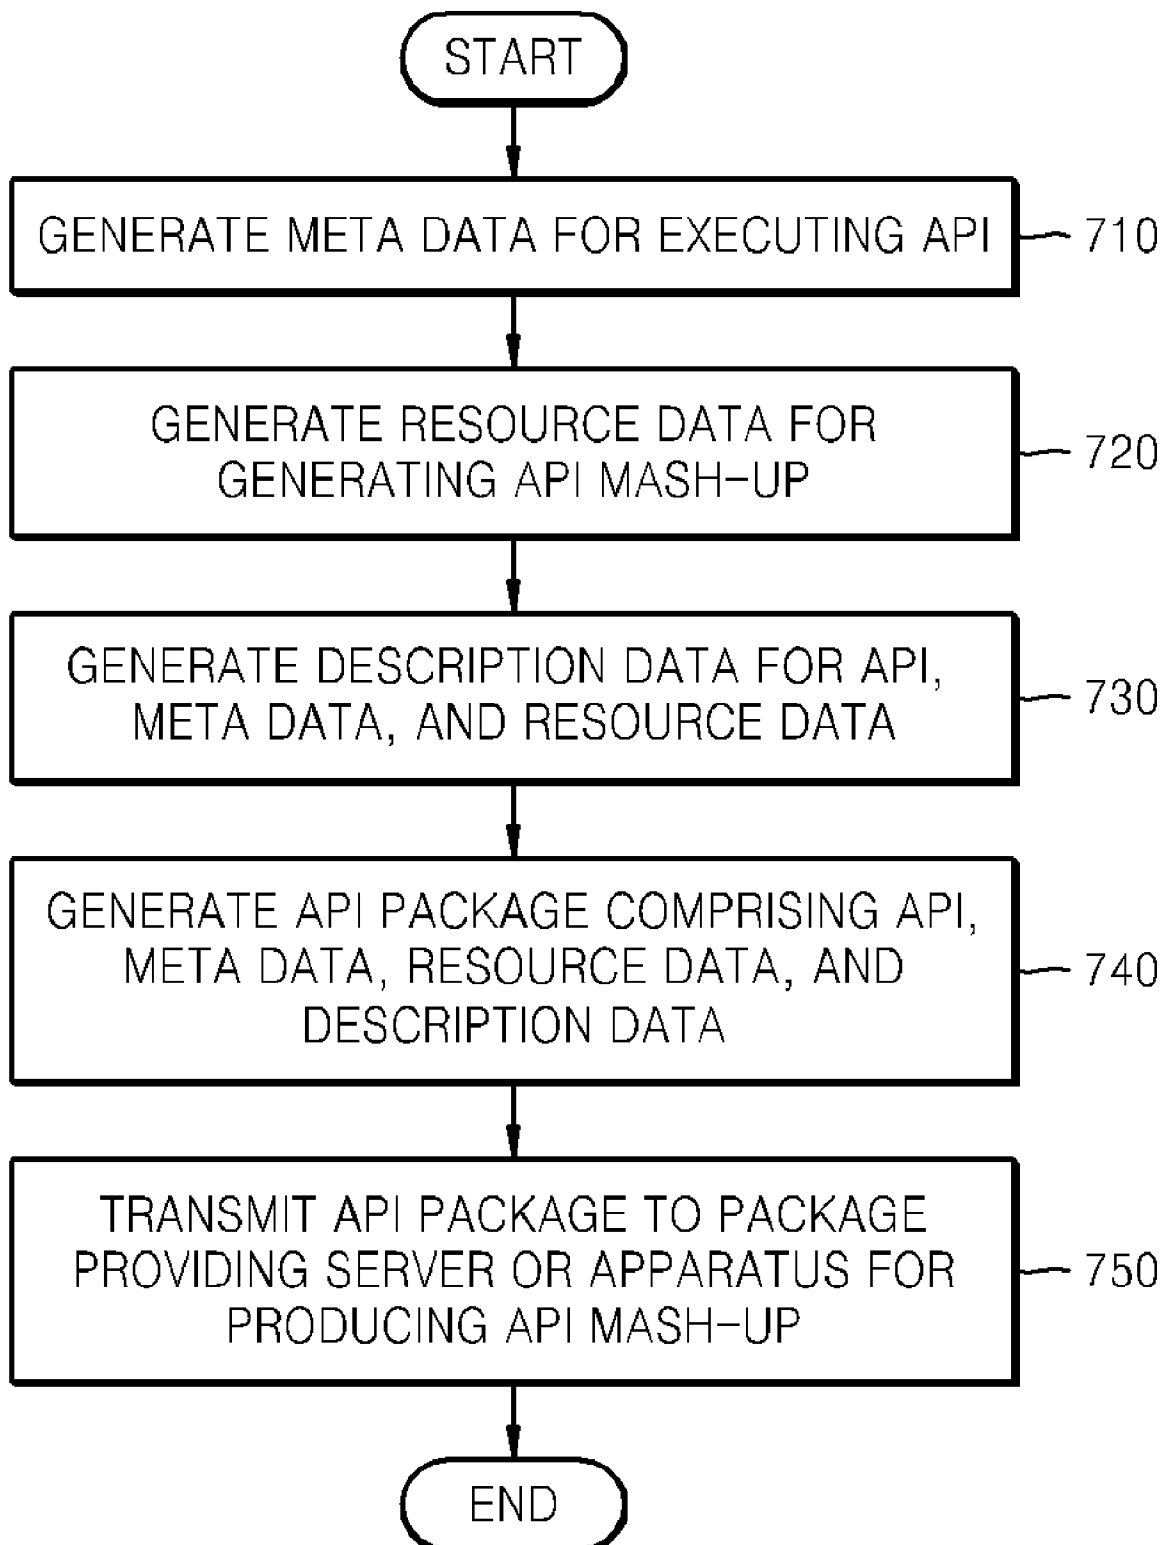 START
GENERATE META DATA FOR EXECUTING API
710
GENERATE RESOURCE DATA FOR
GENERATING API MASH-UP
720
GENERATE DESCRIPTION DATA FOR API,
META DATA, AND RESOURCE DATA
730
GENERATE API PACKAGE COMPRISING API,
META DATA, RESOURCE DATA, AND
DESCRIPTION DATA
740
TRANSMIT API PACKAGE TO PACKAGE
PROVIDING SERVER OR APPARATUS FOR
PRODUCING API MASH-UP
750
END